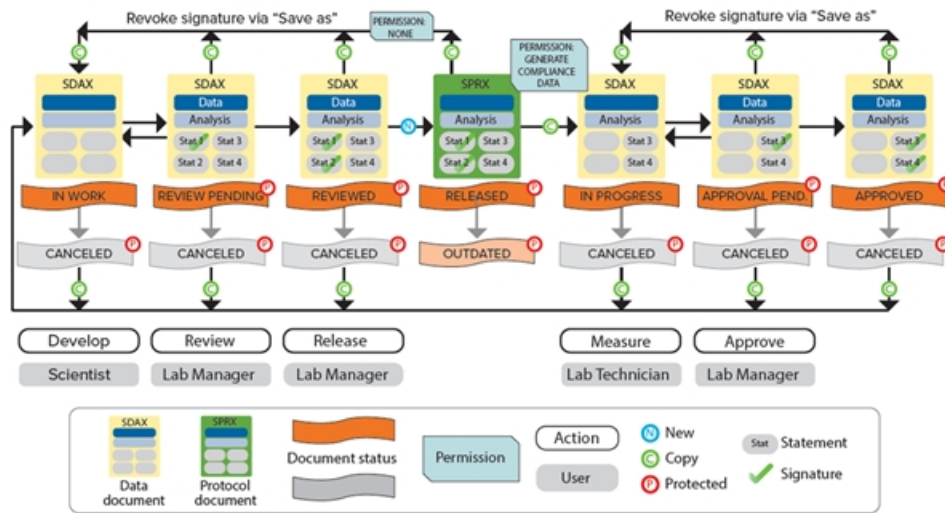 Revoke signature via "Save as"
PERMISSION:
NONE
PERMISSION:
GENERATE
COMPLIANCE
DATA
Revoke signature via "Save as"
C
C
C
C
C
C
C
SDAX
SDAX
SDAX
SPRX
SDAX
SDAX
SDAX
Data
Data
Data
Data
Analysis
Analysis
Analysis
Analysis
Analysis
N
C
Stat 1
Stat 3
Stat 1
Stat 3
Stat 1
Stat 3
Stat 3
Stat 3
Stat 3
Stat 2
Stat 4
Stat 2
Stat 4
Stat 2
Stat 4
Stat 4
Stat 4
Stat 4
IN WORK
REVIEW PENDING
P
REVIEWED
P
RELEASED
P
IN PROGRESS
APPROVAL PEND.
P
APPROVED
P
CANCELED
P
CANCELED
P
CANCELED
P
OUTDATED
P
CANCELED
P
CANCELED
P
CANCELED
P
C
C
C
C
C
C
Develop
Review
Release
Measure
Approve
Scientist
Lab Manager
Lab Manager
Lab Technician
Lab Manager
SDAX
Data
document
SPRX
Protocol
document
Document status
Permission
Action
User
N New
C Copy
P Protected
Stat Statement
Signature